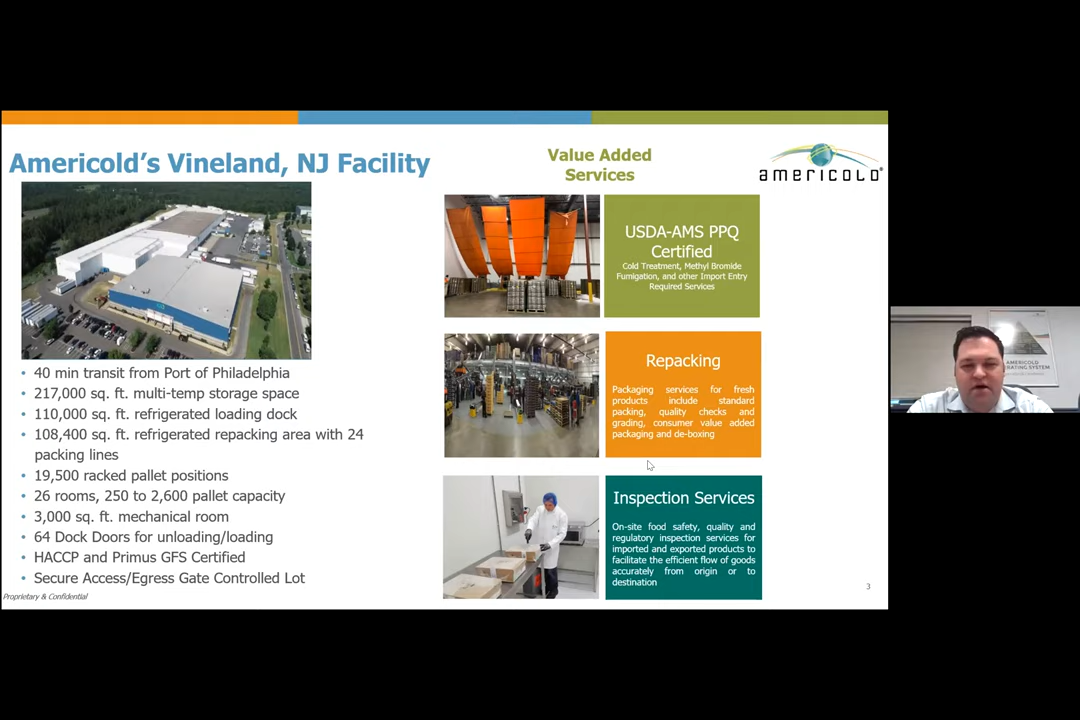 Americold's Vineland, NJ Facility
Value Added
Services
americold®
USDA-AMS PPQ
Certified
Cold Treatment, Methyl Bromide
Fumigation, and other Import Entry
Required Services
Repacking
Packaging services for fresh
products include standard
packing, quality checks and
grading, consumer value added
packaging and de-boxing
Inspection Services
On-site food safety, quality and
regulatory inspection services for
imported and exported products to
facilitate the efficient flow of goods
accurately from origin or to
destination
• 40 min transit from Port of Philadelphia
• 217,000 sq. ft. multi-temp storage space
• 110,000 sq. ft. refrigerated loading dock
• 108,400 sq. ft. refrigerated repacking area with 24
packing lines
• 19,500 racked pallet positions
• 26 rooms, 250 to 2,600 pallet capacity
• 3,000 sq. ft. mechanical room
• 64 Dock Doors for unloading/loading
• HACCP and Primus GFS Certified
• Secure Access/Egress Gate Controlled Lot
Proprietary & Confidential
3
AMERICOLD
RATING SYSTEM